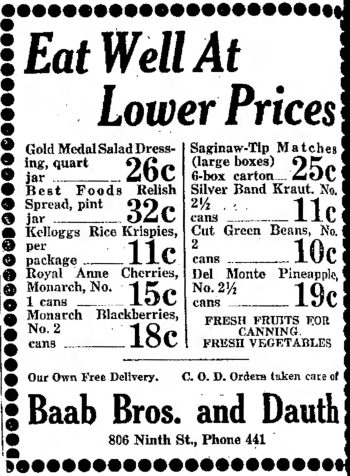 Eat Well At
Lower Prices
Gold Medal Salad Dress-
ing, quart
jar 26c
Best Foods Relish
Spread, pint
jar 32c
Kelloggs Rice Krispies,
per
package 11c
Royal Anne Cherries,
Monarch, No.
1 cans 15c
Monarch Blackberries,
No. 2
cans 18c
Saginaw-Tip Matches
(large boxes)
6-box carton 25c
Silver Band Kraut. No.
2½
cans 11c
Cut Green Beans, No.
2
cans 10c
Del Monte Pineapple,
No. 2½
cans 19c
FRESH FRUITS FOR
CANNING.
FRESH VEGETABLES
Our Own Free Delivery. C. O. D. Orders taken care of
Baab Bros. and Dauth
806 Ninth St., Phone 441